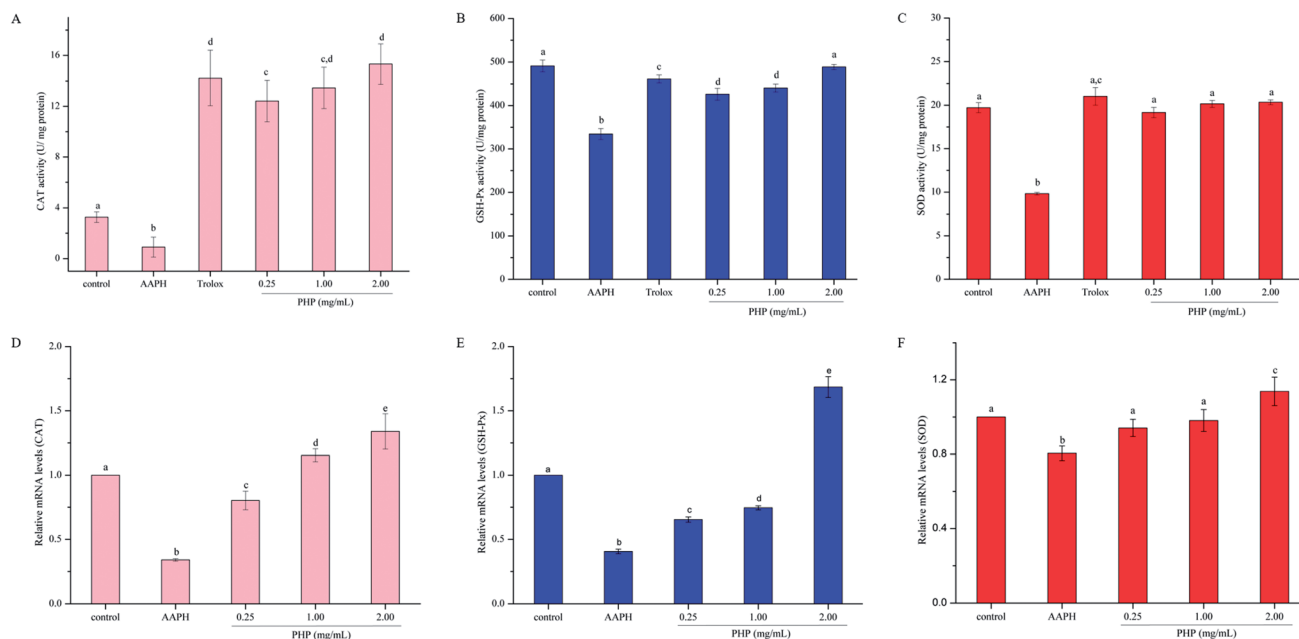 A
CAT activity (U/ mg protein)
16
12
8
4
0
a
b
d
c
c,d
d
control
AAPH
Trolox
0.25
1.00
2.00
PHP (mg/mL)
B
GSH-Px activity (U/mg protein)
600
500
400
300
200
100
0
a
b
c
d
d
a
control
AAPH
Trolox
0.25
1.00
2.00
PHP (mg/mL)
C
SOD activity (U/mg protein)
30
25
20
15
10
5
0
a
b
a,c
a
a
a
control
AAPH
Trolox
0.25
1.00
2.00
PHP (mg/mL)
D
Relative mRNA levels (CAT)
2.0
1.5
1.0
0.5
0.0
a
b
c
d
e
control
AAPH
0.25
1.00
2.00
PHP (mg/mL)
E
Relative mRNA levels (GSH-Px)
2.0
1.5
1.0
0.5
0.0
a
b
c
d
e
control
AAPH
0.25
1.00
2.00
PHP (mg/mL)
F
Relative mRNA levels (SOD)
1.2
0.8
0.4
0.0
a
b
a
a
c
control
AAPH
0.25
1.00
2.00
PHP (mg/mL)